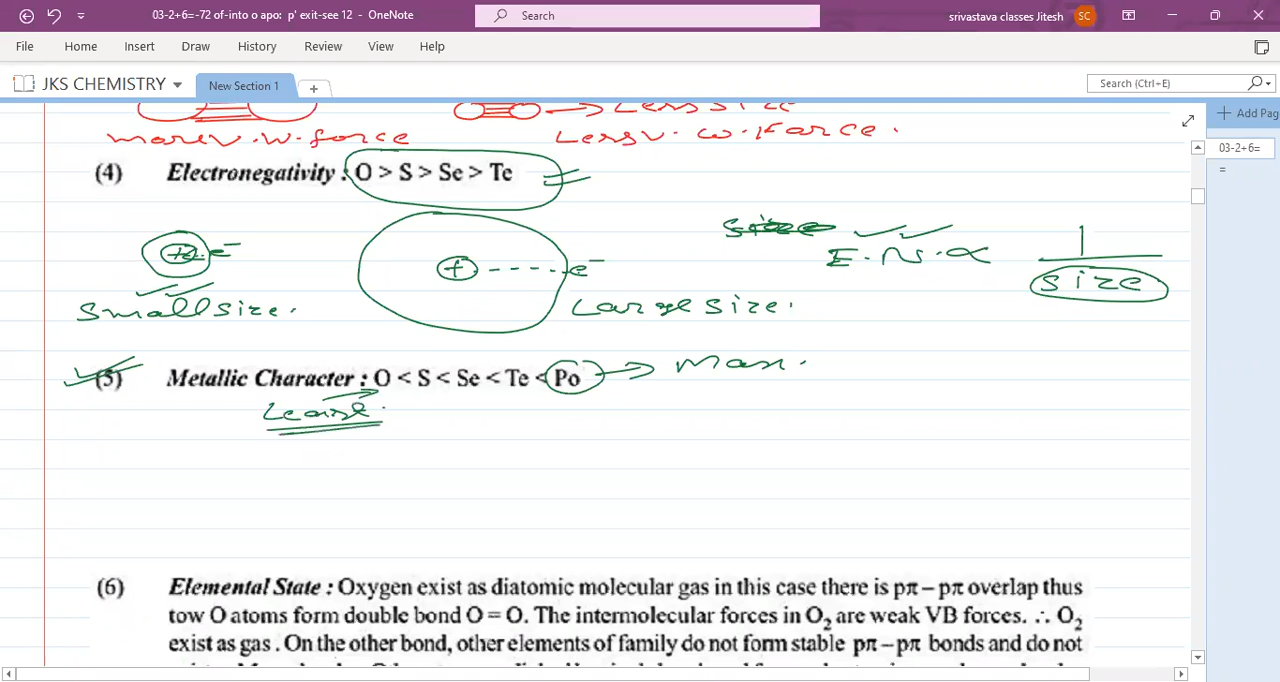 03-2+6=-72 of-into o apo: p' exit-see 12 - OneNote
Search
srivastava classes Jitesh
SC
File Home Insert Draw History Review View Help
JKS CHEMISTRY
New Section 1
+
Search (Ctrl+E)
Add Page
03-2+6=
=
Less size
more v.w. force
Less v. w. Force.
(4) Electronegativity : O > S > Se > Te
+ e-
+ ----- e-
size
E.N. ∝ 1
size
Small size.
Large size.
(5) Metallic Character : O < S < Se < Te < Po → Max.
Least.
(6) Elemental State : Oxygen exist as diatomic molecular gas in this case there is pπ – pπ overlap thus
tow O atoms form double bond O = O. The intermolecular forces in O2 are weak VB forces. ∴ O2
exist as gas . On the other bond, other elements of family do not form stable pπ – pπ bonds and do not